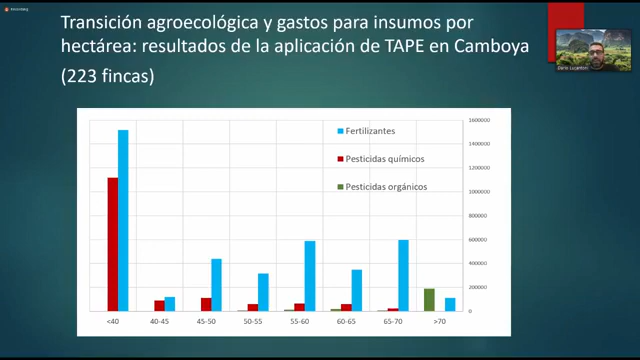 Transición agroecológica y gastos para insumos por
hectárea: resultados de la aplicación de TAPE en Camboya
(223 fincas)
Fertilizantes
Pesticidas químicos
Pesticidas orgánicos
1600000
1400000
1200000
1000000
800000
600000
400000
200000
0
<40 40-45 45-50 50-55 55-60 60-65 65-70 >70